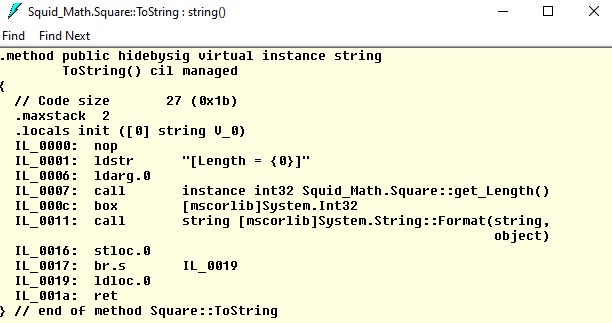 Squid_Math.Square::ToString : string()
Find Find Next
.method public hidebysig virtual instance string
ToString() cil managed
{
// Code size 27 (0x1b)
.maxstack 2
.locals init ([0] string V_0)
IL_0000: nop
IL_0001: ldstr "[Length = {0}]"
IL_0006: ldarg.0
IL_0007: call instance int32 Squid_Math.Square::get_Length()
IL_000c: box [mscorlib]System.Int32
IL_0011: call string [mscorlib]System.String::Format(string,
object)
IL_0016: stloc.0
IL_0017: br.s IL_0019
IL_0019: ldloc.0
IL_001a: ret
} // end of method Square::ToString